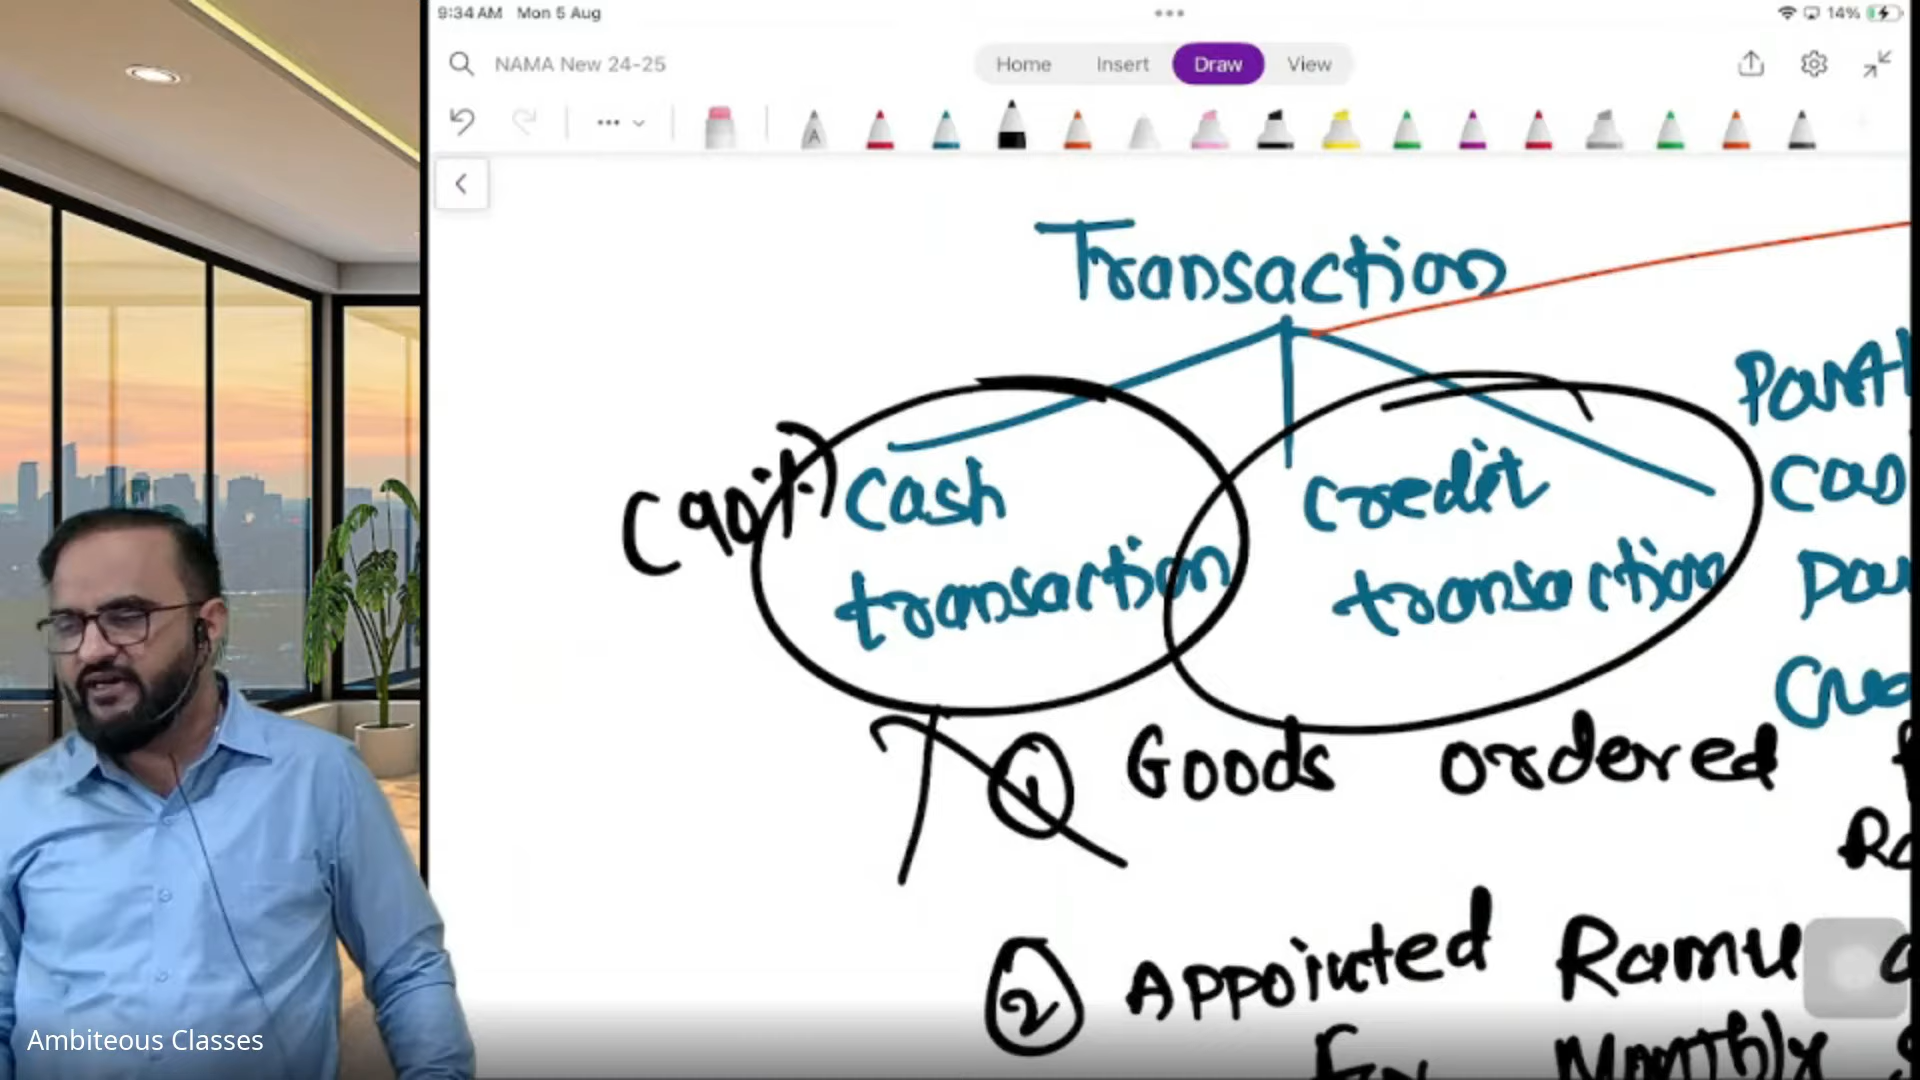 9:34 AM Mon 5 Aug
14%
NAMA New 24-25
Home Insert Draw View
A
Transaction
Cash
transaction
credit
transaction
1 Goods ordered
2 Appointed Ramu
Monthly
Ambiteous Classes